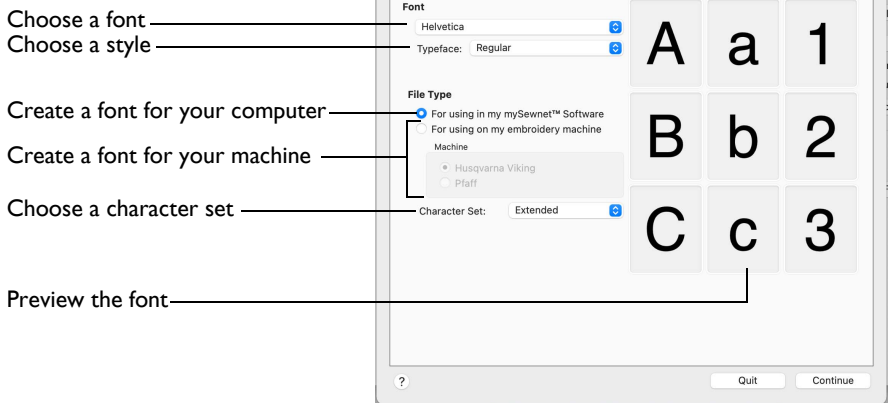 Font
Choose a font
Helvetica
A a 1
Choose a style
Typeface: Regular
File Type
Create a font for your computer
For using in my mySewnet™ Software
For using on my embroidery machine
B b 2
Machine
Create a font for your machine
Husqvarna Viking
Pfaff
Choose a character set
Character Set: Extended
C c 3
Preview the font
? Quit Continue